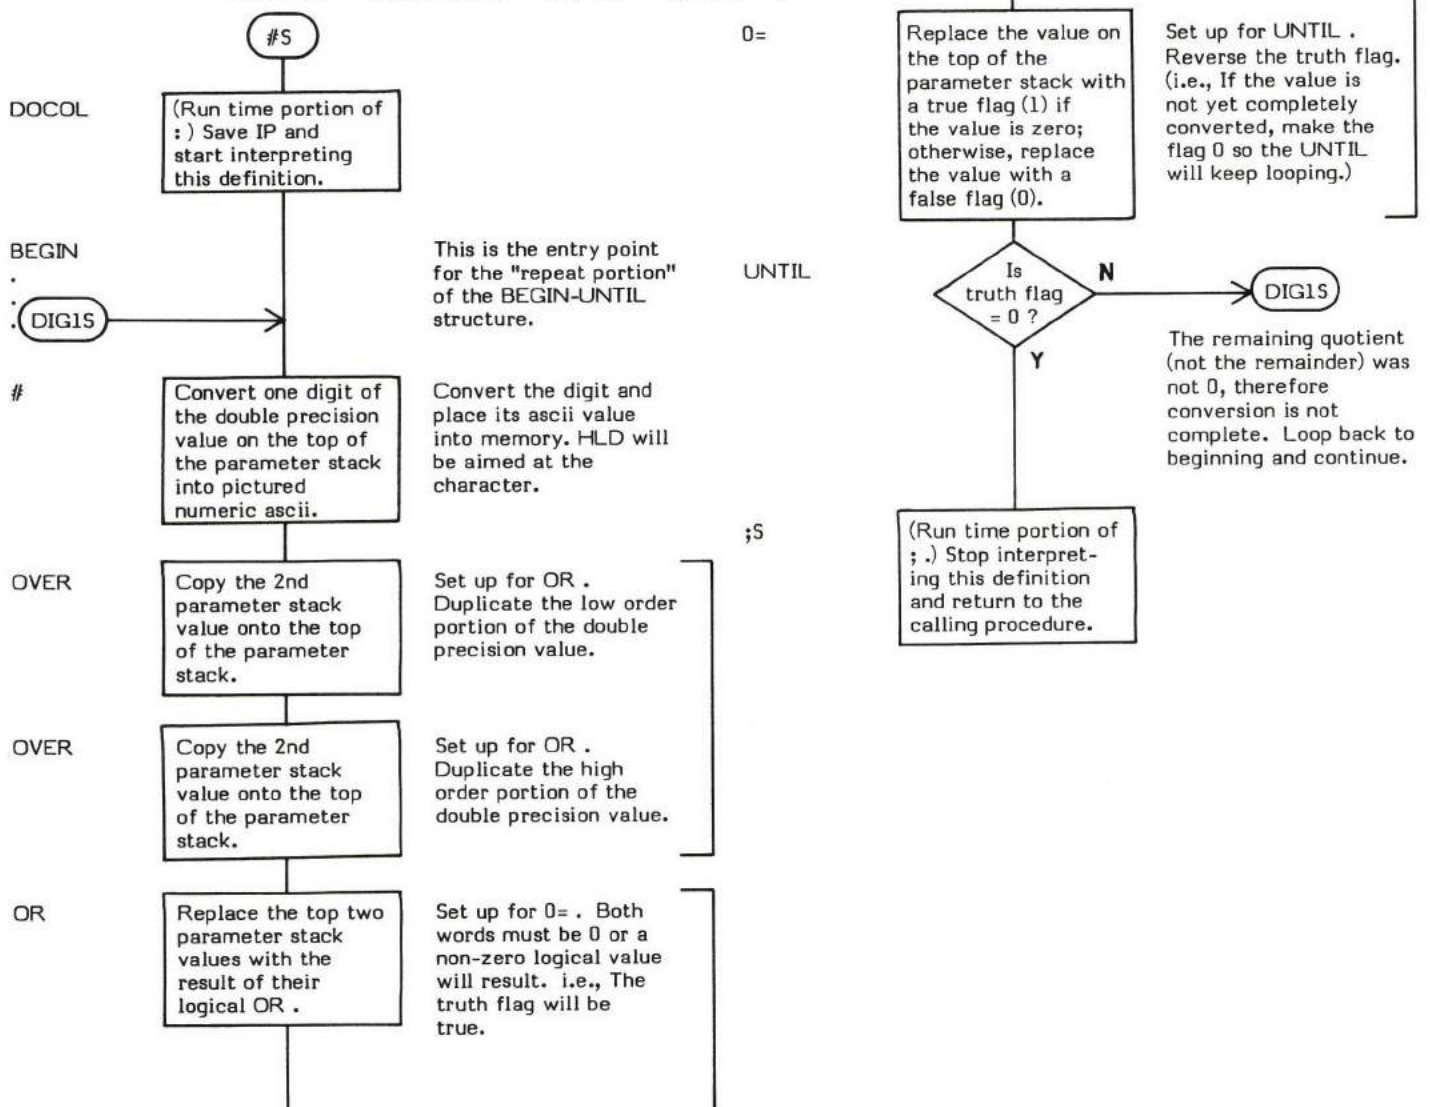 #S
DOCOL
(Run time portion of
: ) Save IP and
start interpreting
this definition.
BEGIN
.
.
.
DIG1S
This is the entry point
for the "repeat portion"
of the BEGIN-UNTIL
structure.
#
Convert one digit of
the double precision
value on the top of
the parameter stack
into pictured
numeric ascii.
Convert the digit and
place its ascii value
into memory. HLD will
be aimed at the
character.
OVER
Copy the 2nd
parameter stack
value onto the top
of the parameter
stack.
Set up for OR .
Duplicate the low order
portion of the double
precision value.
OVER
Copy the 2nd
parameter stack
value onto the top
of the parameter
stack.
Set up for OR .
Duplicate the high
order portion of the
double precision value.
OR
Replace the top two
parameter stack
values with the
result of their
logical OR .
Set up for 0= . Both
words must be 0 or a
non-zero logical value
will result. i.e., The
truth flag will be
true.
0=
Replace the value on
the top of the
parameter stack with
a true flag (1) if
the value is zero;
otherwise, replace
the value with a
false flag (0).
Set up for UNTIL .
Reverse the truth flag.
(i.e., If the value is
not yet completely
converted, make the
flag 0 so the UNTIL
will keep looping.)
UNTIL
Is
truth flag
= 0 ?
N
DIG1S
Y
The remaining quotient
(not the remainder) was
not 0, therefore
conversion is not
complete. Loop back to
beginning and continue.
;S
(Run time portion of
; .) Stop interpret-
ing this definition
and return to the
calling procedure.